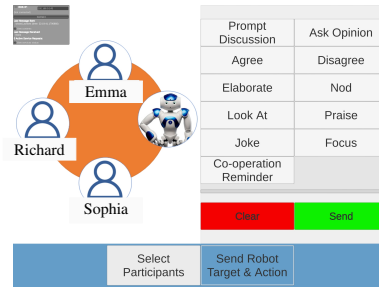 Prompt
Discussion
Ask Opinion
Emma
Agree
Disagree
Elaborate
Nod
Richard
Look At
Praise
Joke
Focus
Sophia
Co-operation
Reminder
Clear
Send
Select
Participants
Send Robot
Target & Action